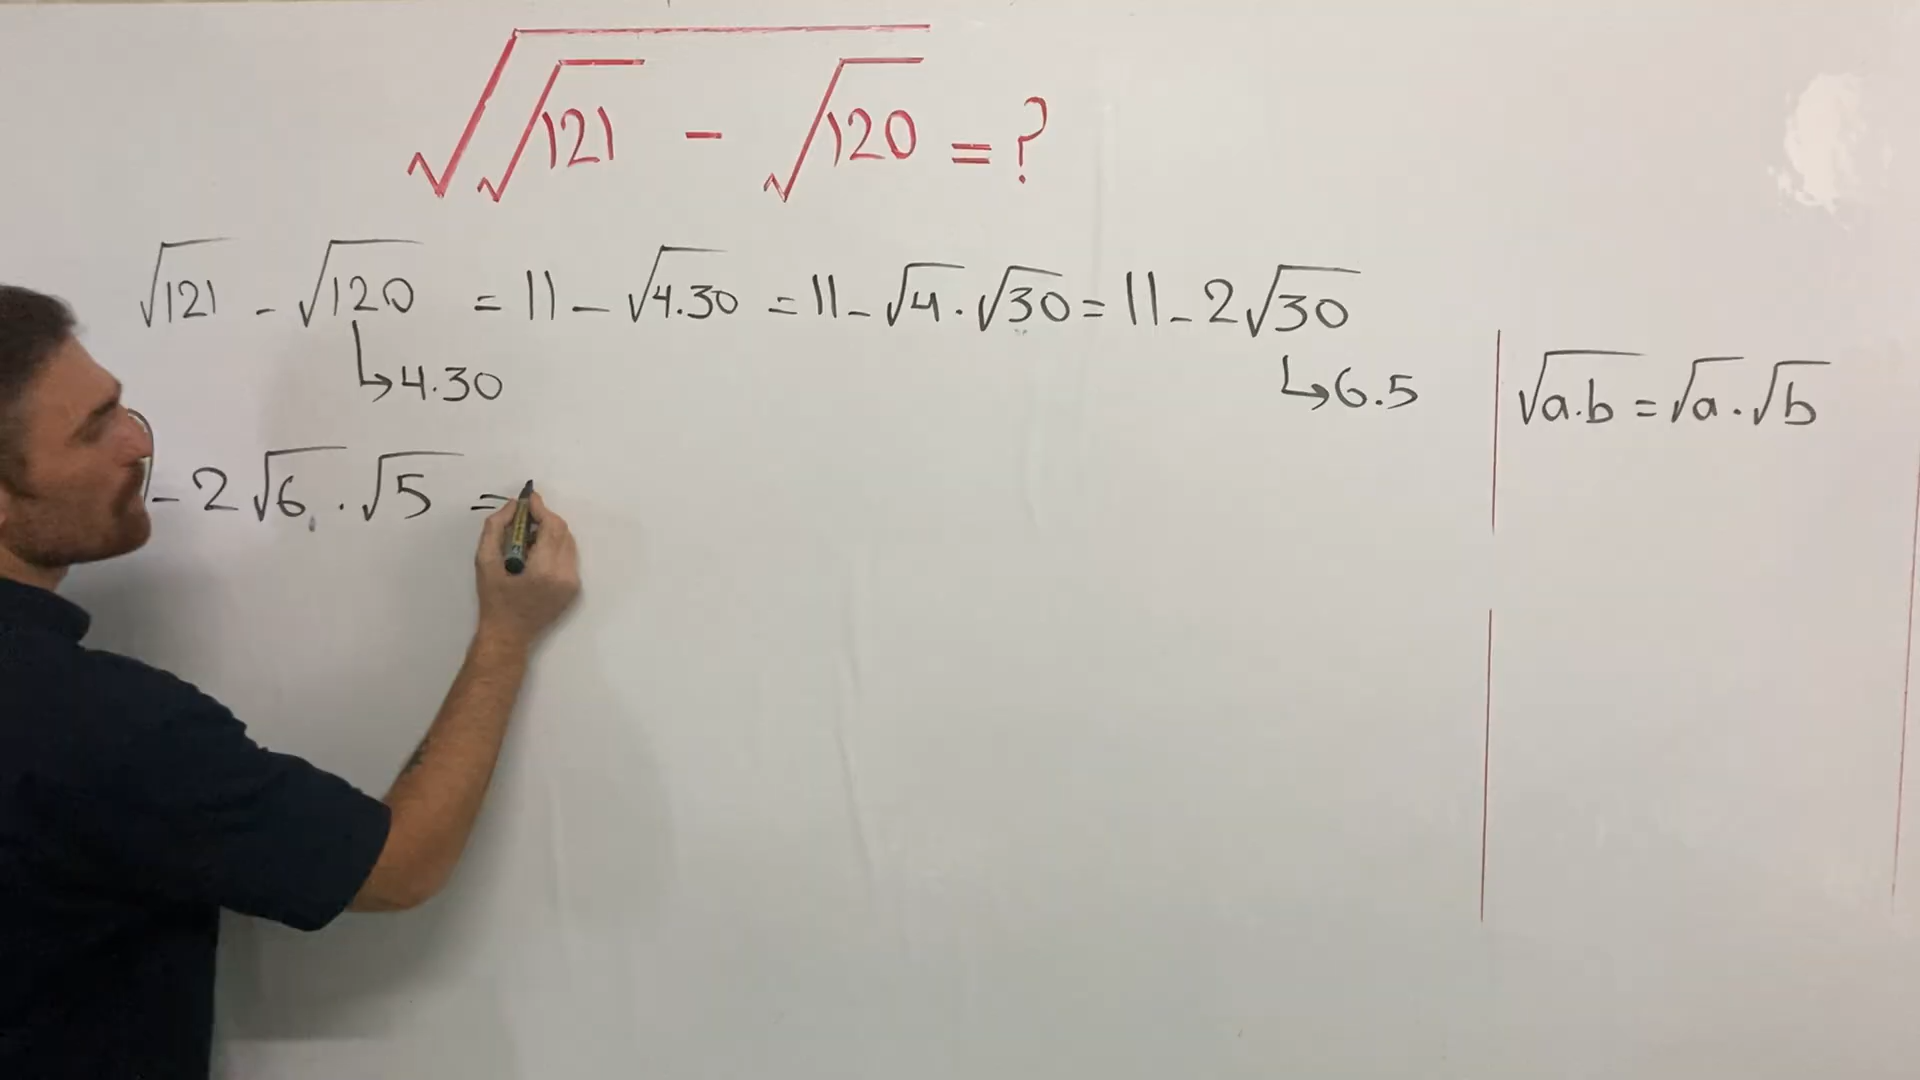 √(√121 - √120) = ?
√121 - √120 = 11 - √4.30 = 11 - √4 . √30 = 11 - 2√30
↳4.30
↳6.5
√a.b = √a . √b
- 2√6 . √5 =